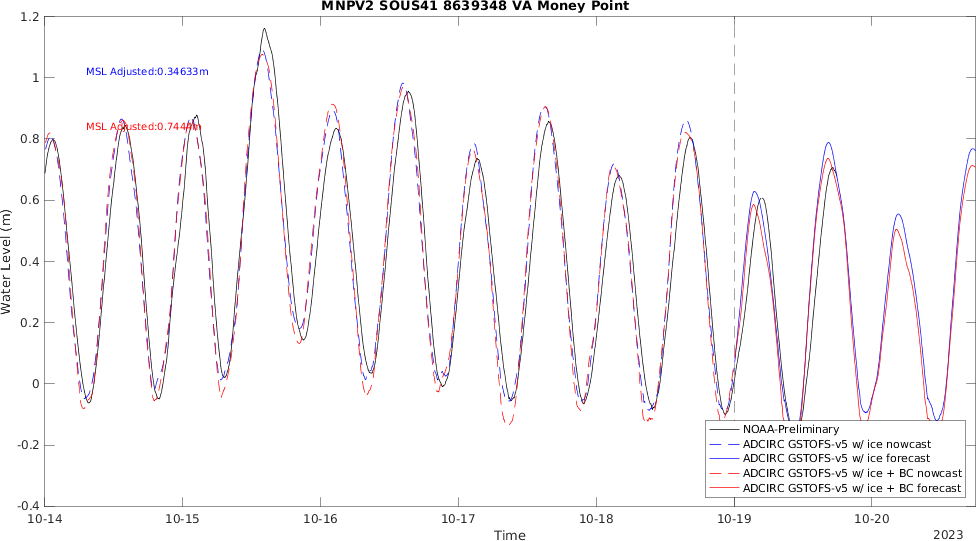 MNPV2 SOUS41 8639348 VA Money Point
1.2
1
0.8
0.6
0.4
0.2
0
-0.2
-0.4
Water Level (m)
MSL Adjusted:0.34633m
MSL Adjusted:
NOAA-Preliminary
ADCIRC GSTOFS-v5 w/ ice nowcast
ADCIRC GSTOFS-v5 w/ ice forecast
ADCIRC GSTOFS-v5 w/ ice + BC nowcast
ADCIRC GSTOFS-v5 w/ ice + BC forecast
10-14 10-15 10-16 10-17 10-18 10-19 10-20
Time
2023